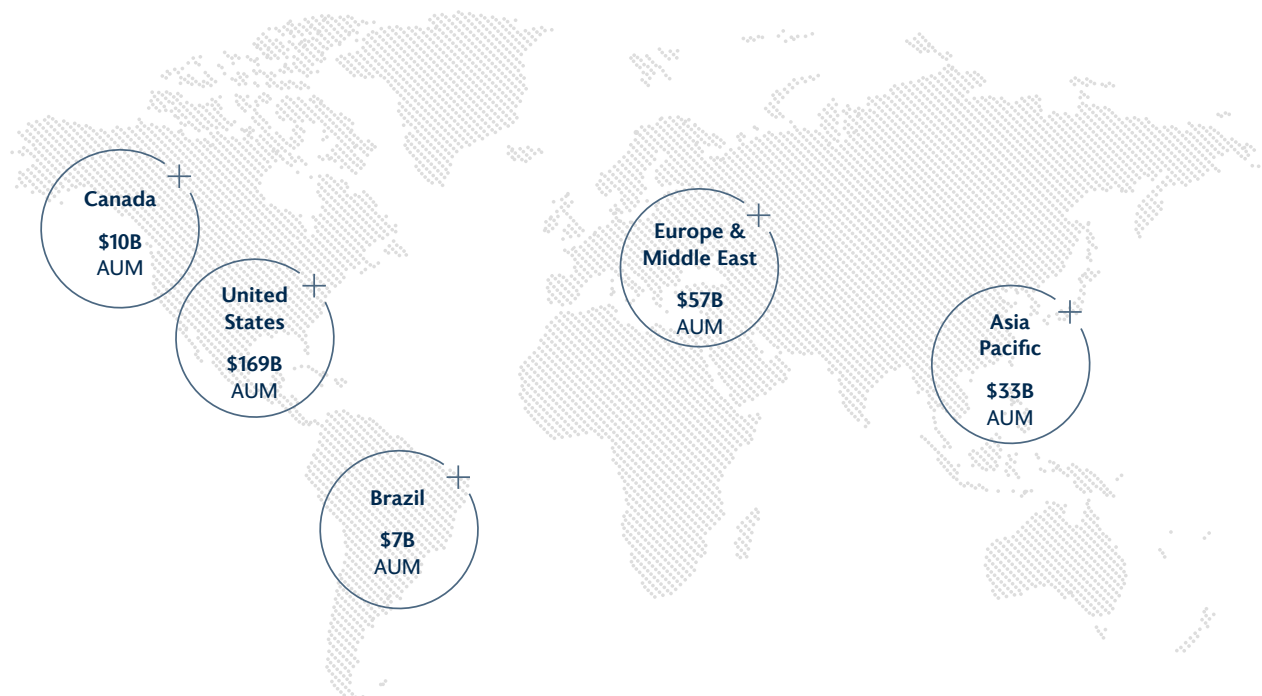 Canada
$10B
AUM
United
States
$169B
AUM
Brazil
$7B
AUM
Europe &
Middle East
$57B
AUM
Asia
Pacific
$33B
AUM